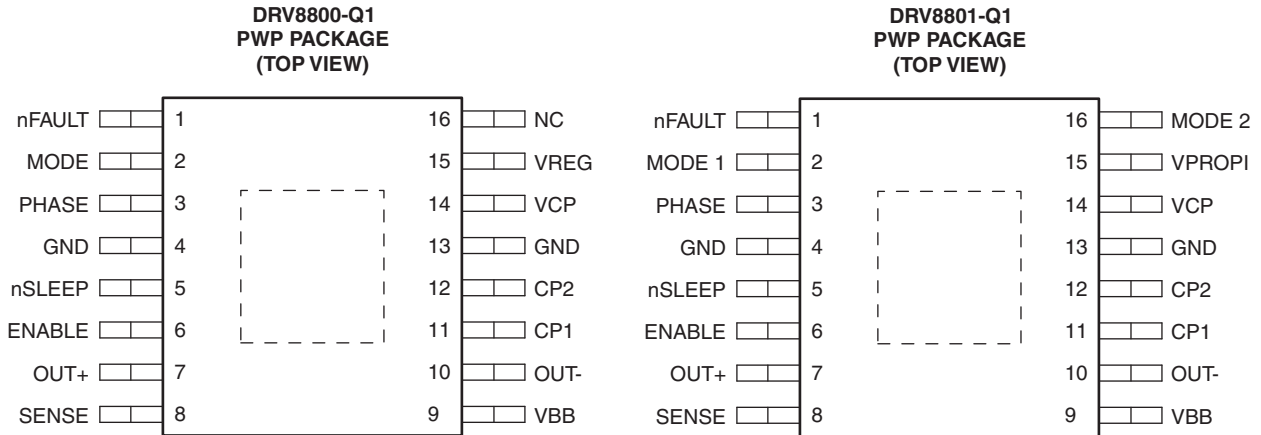 DRV8800-Q1
PWP PACKAGE
(TOP VIEW)
nFAULT 1 16 NC
MODE 2 15 VREG
PHASE 3 14 VCP
GND 4 13 GND
nSLEEP 5 12 CP2
ENABLE 6 11 CP1
OUT+ 7 10 OUT-
SENSE 8 9 VBB
DRV8801-Q1
PWP PACKAGE
(TOP VIEW)
nFAULT 1 16 MODE 2
MODE 1 2 15 VPROPI
PHASE 3 14 VCP
GND 4 13 GND
nSLEEP 5 12 CP2
ENABLE 6 11 CP1
OUT+ 7 10 OUT-
SENSE 8 9 VBB